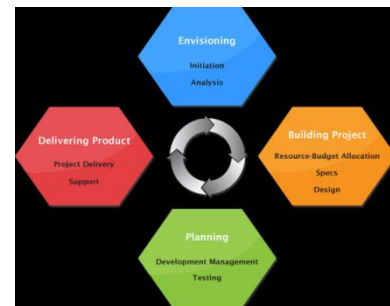 Envisioning
Initiation
Analysis
Delivering Product
Project Delivery
Support
Building Project
Resource-Budget Allocation
Specs
Design
Planning
Development Management
Testing